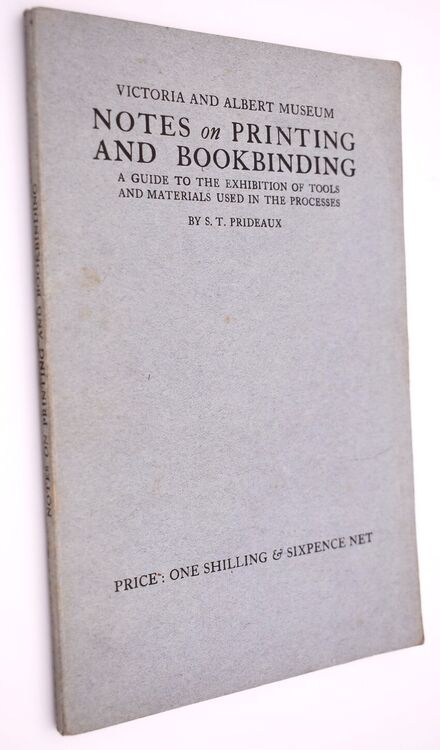 VICTORIA AND ALBERT MUSEUM
NOTES on PRINTING
AND BOOKBINDING
A GUIDE TO THE EXHIBITION OF TOOLS
AND MATERIALS USED IN THE PROCESSES
BY S. T. PRIDEAUX
PRICE: ONE SHILLING & SIXPENCE NET
NOTES ON PRINTING AND BOOKBINDING